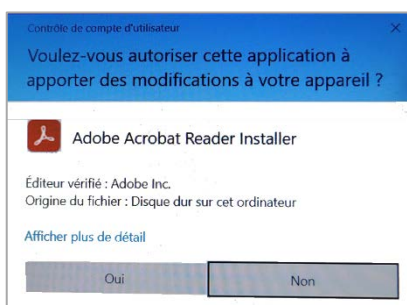 Contrôle de compte d'utilisateur
Voulez-vous autoriser cette application à
apporter des modifications à votre appareil ?
Adobe Acrobat Reader Installer
Éditeur vérifié : Adobe Inc.
Origine du fichier : Disque dur sur cet ordinateur
Afficher plus de détail
Oui
Non